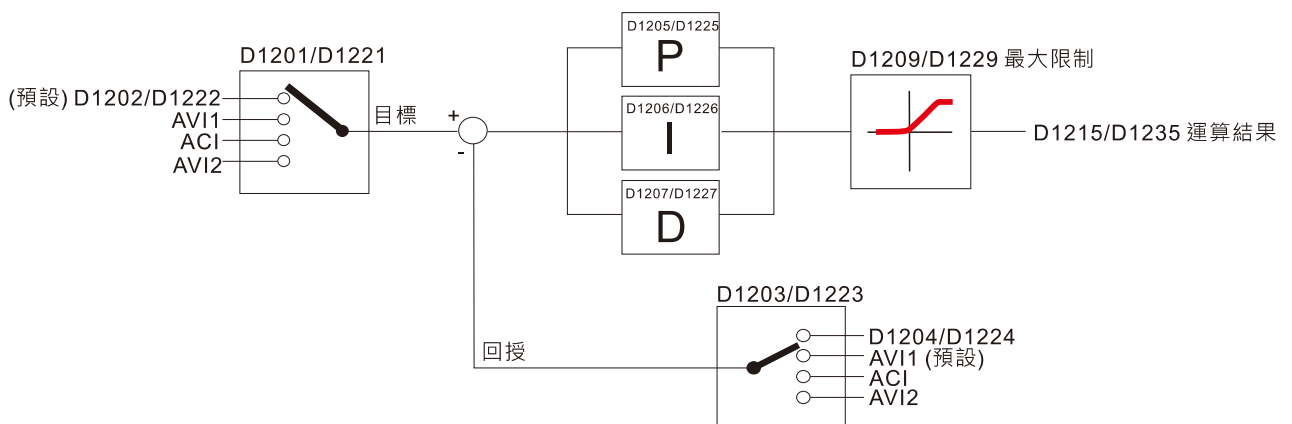 D1201/D1221
(預設) D1202/D1222
AVI1
ACI
AVI2
目標
+
-
D1205/D1225
P
D1206/D1226
I
D1207/D1227
D
D1209/D1229 最大限制
D1215/D1235 運算結果
回授
D1203/D1223
D1204/D1224
AVI1 (預設)
ACI
AVI2